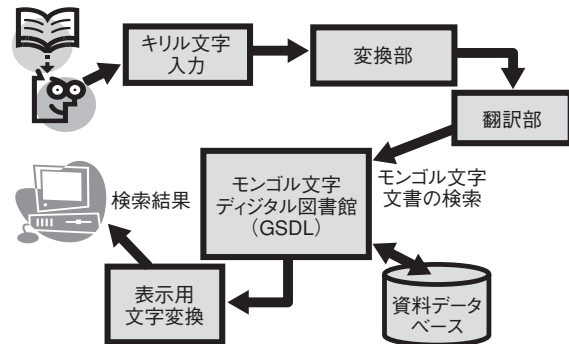 キリル文字
入力
変換部
翻訳部
モンゴル文字
文書の検索
モンゴル文字
ディジタル図書館
（GSDL）
検索結果
表示用
文字変換
資料データ
ベース